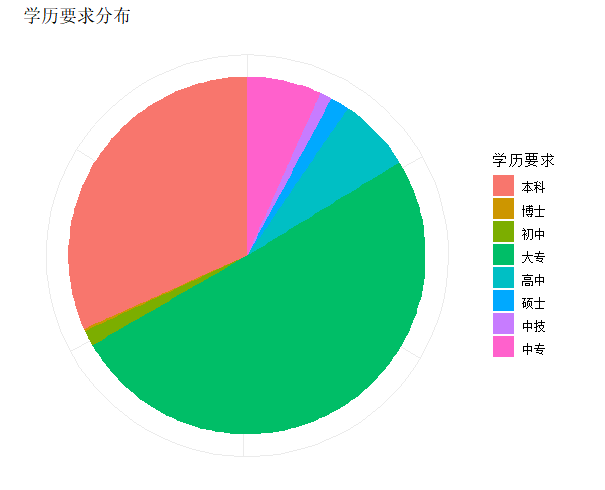 学历要求分布
学历要求
本科
博士
初中
大专
高中
硕士
中技
中专